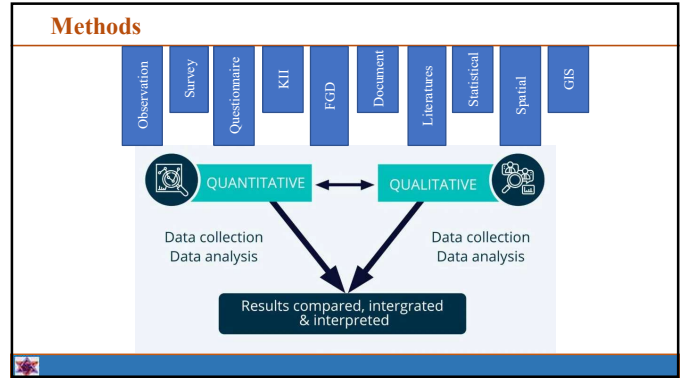 Methods
Observation
Survey
Questionnaire
KII
FGD
Document
Literatures
Statistical
Spatial
GIS
QUANTITATIVE
QUALITATIVE
Data collection
Data analysis
Data collection
Data analysis
Results compared, intergrated
& interpreted